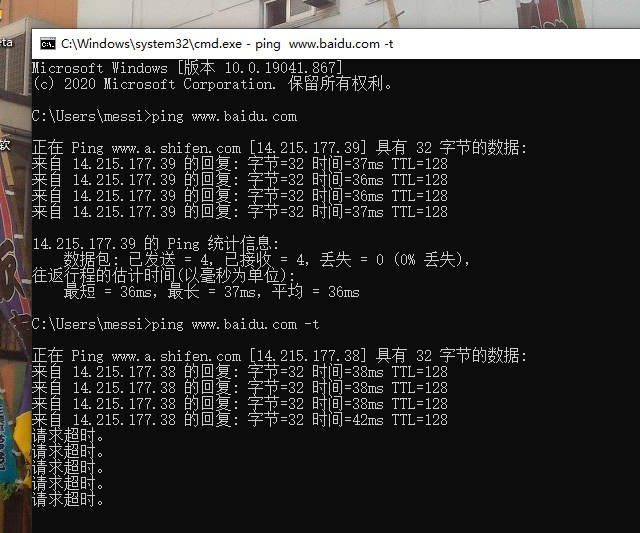 eta
软
C:\Windows\system32\cmd.exe - ping  www.baidu.com -t
Microsoft Windows [版本 10.0.19041.867]
(c) 2020 Microsoft Corporation. 保留所有权利。
C:\Users\messi>ping www.baidu.com
正在 Ping www.a.shifen.com [14.215.177.39] 具有 32 字节的数据:
来自 14.215.177.39 的回复: 字节=32 时间=37ms TTL=128
来自 14.215.177.39 的回复: 字节=32 时间=36ms TTL=128
来自 14.215.177.39 的回复: 字节=32 时间=36ms TTL=128
来自 14.215.177.39 的回复: 字节=32 时间=37ms TTL=128
14.215.177.39 的 Ping 统计信息:
数据包: 已发送 = 4，已接收 = 4，丢失 = 0 (0% 丢失)，
往返行程的估计时间(以毫秒为单位):
最短 = 36ms，最长 = 37ms，平均 = 36ms
C:\Users\messi>ping www.baidu.com -t
正在 Ping www.a.shifen.com [14.215.177.38] 具有 32 字节的数据:
来自 14.215.177.38 的回复: 字节=32 时间=38ms TTL=128
来自 14.215.177.38 的回复: 字节=32 时间=38ms TTL=128
来自 14.215.177.38 的回复: 字节=32 时间=38ms TTL=128
来自 14.215.177.38 的回复: 字节=32 时间=42ms TTL=128
请求超时。
请求超时。
请求超时。
请求超时。
请求超时。